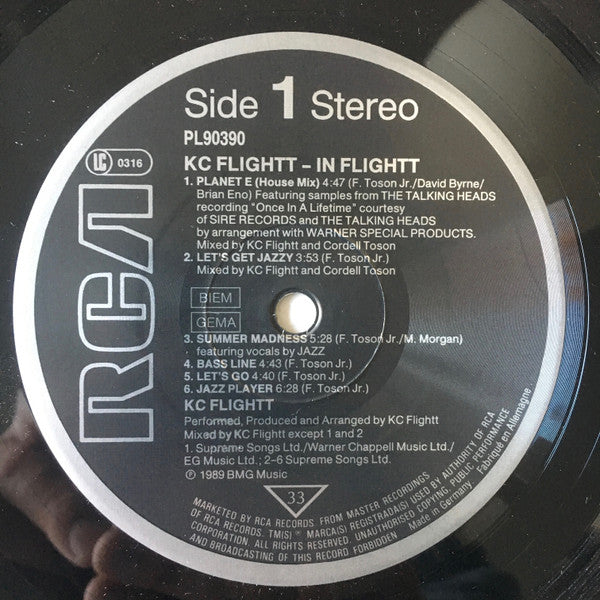 Side 1 Stereo
PL90390
LC 0316
KC FLIGHTT – IN FLIGHTT
1. PLANET E (House Mix) 4:47 (F. Toson Jr./David Byrne/
Brian Eno) Featuring samples from THE TALKING HEADS
recording "Once In A Lifetime" courtesy
of SIRE RECORDS and THE TALKING HEADS
by arrangement with WARNER SPECIAL PRODUCTS.
Mixed by KC Flightt and Cordell Toson
2. LET'S GET JAZZY 3:53 (F. Toson Jr.)
Mixed by KC Flightt and Cordell Toson
RCA
BIEM
GEMA
3. SUMMER MADNESS 5:28 (F. Toson Jr./M. Morgan)
featuring vocals by JAZZ
4. BASS LINE 4:43 (F. Toson Jr.)
5. LET'S GO 4:40 (F. Toson Jr.)
6. JAZZ PLAYER 6:28 (F. Toson Jr.)
KC FLIGHTT
Performed, Produced and Arranged by KC Flightt
Mixed by KC Flightt except 1 and 2
1. Supreme Songs Ltd./Warner Chappell Music Ltd./
EG Music Ltd.; 2–6 Supreme Songs Ltd.
℗ 1989 BMG Music
33
MARKETED BY RCA RECORDS. FROM MASTER RECORDINGS
OF RCA RECORDS. TM(S) ® MARCA(S) REGISTRADA(S) USED BY AUTHORITY OF RCA
CORPORATION. ALL RIGHTS RESERVED. UNAUTHORISED COPYING, PUBLIC PERFORMANCE
AND BROADCASTING OF THIS RECORD FORBIDDEN
Made in Germany Fabriqué en Allemagne